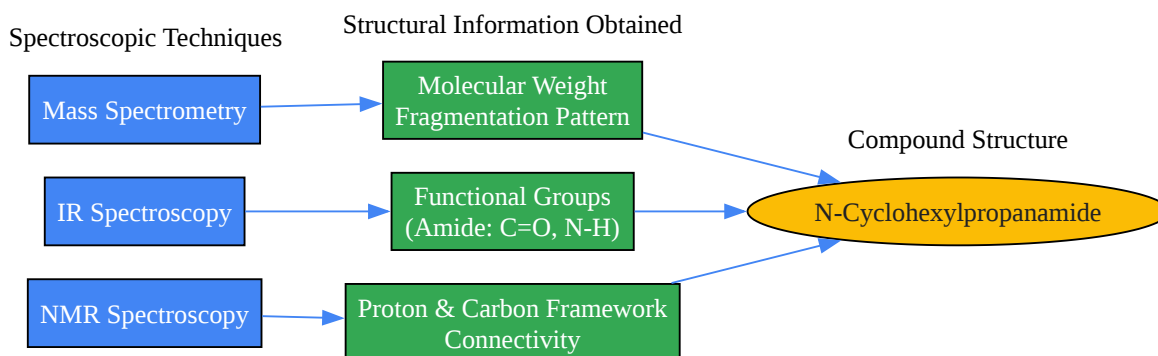 Spectroscopic Techniques
Structural Information Obtained
Mass Spectrometry
Molecular Weight
Fragmentation Pattern
Compound Structure
IR Spectroscopy
Functional Groups
(Amide: C=O, N-H)
N-Cyclohexylpropanamide
NMR Spectroscopy
Proton & Carbon Framework
Connectivity